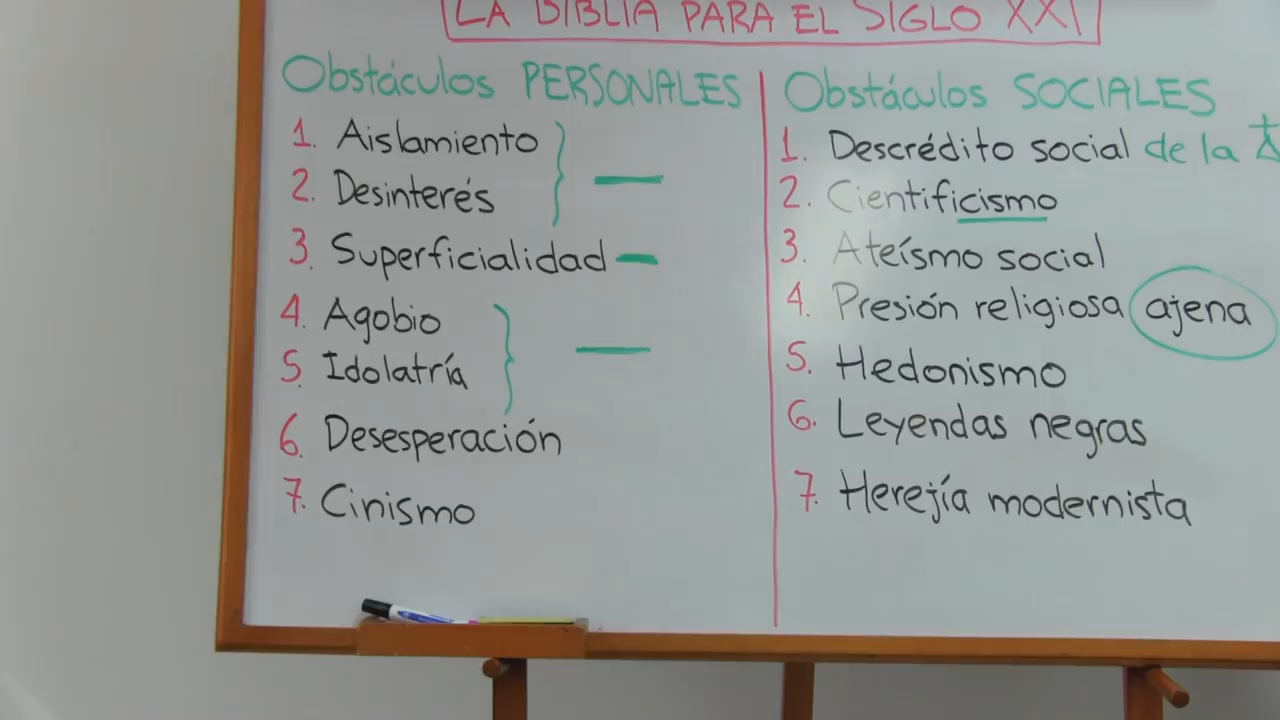 LA BIBLIA PARA EL SIGLO XXI
Obstáculos PERSONALES
1. Aislamiento
2. Desinterés
3. Superficialidad
4. Agobio
5. Idolatría
6. Desesperación
7. Cinismo
Obstáculos SOCIALES
1. Descrédito social de la
2. Cientificismo
3. Ateísmo social
4. Presión religiosa ajena
5. Hedonismo
6. Leyendas negras
7. Herejía modernista